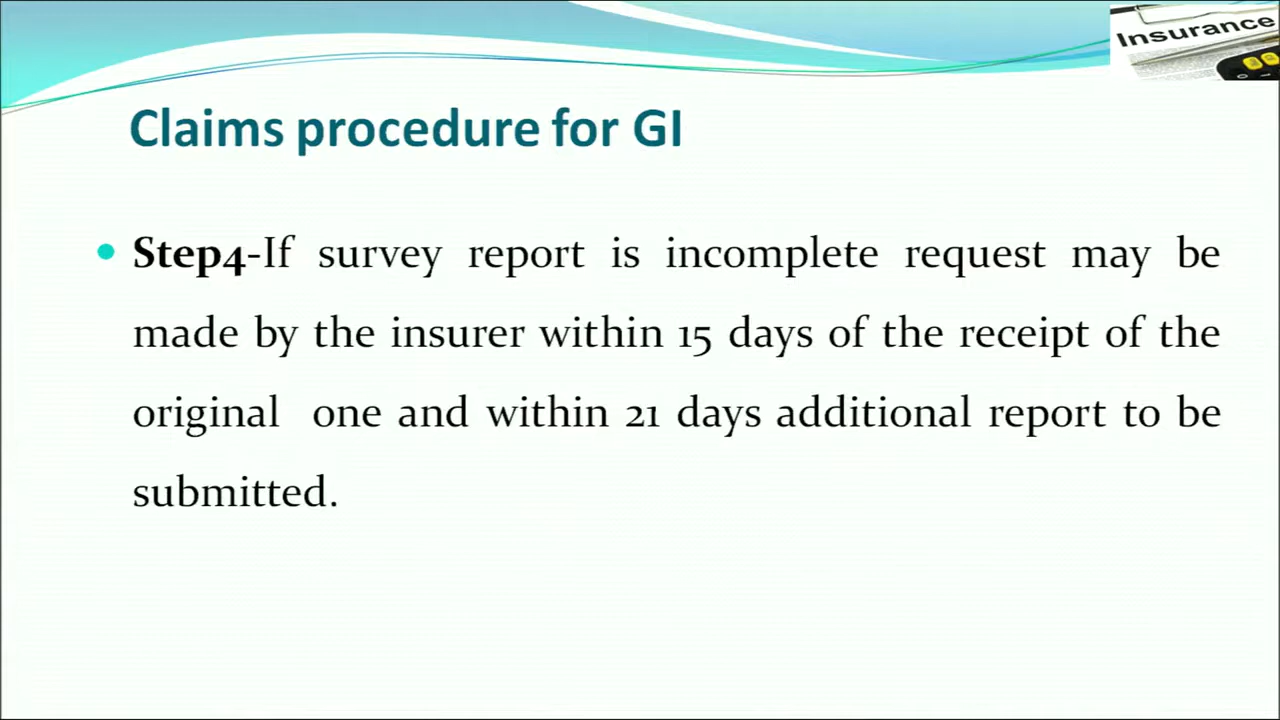 Insurance
Claims procedure for GI
Step4-If survey report is incomplete request may be
made by the insurer within 15 days of the receipt of the
original one and within 21 days additional report to be
submitted.